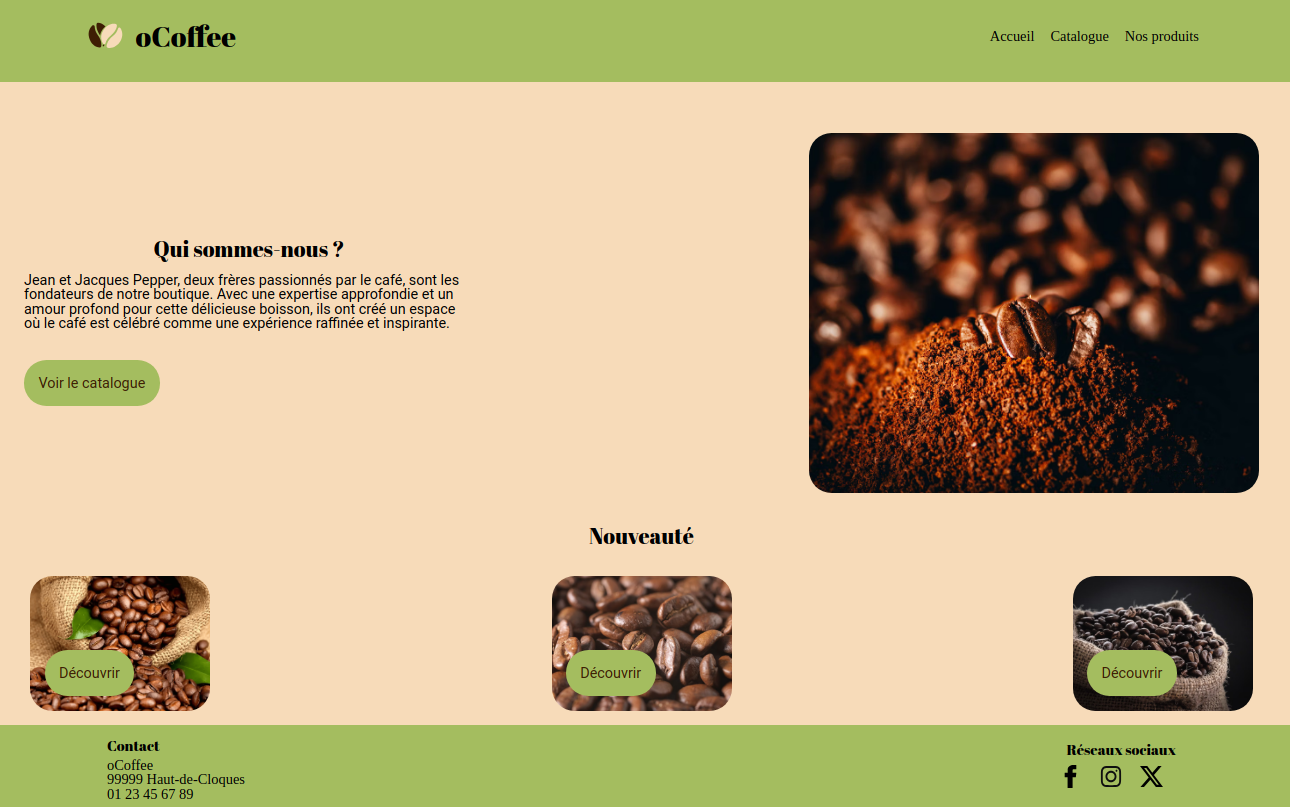 oCoffee
Accueil Catalogue Nos produits
Qui sommes-nous ?
Jean et Jacques Pepper, deux frères passionnés par le café, sont les
fondateurs de notre boutique. Avec une expertise approfondie et un
amour profond pour cette délicieuse boisson, ils ont créé un espace
où le café est célébré comme une expérience raffinée et inspirante.
Voir le catalogue
Nouveauté
Découvrir
Découvrir
Découvrir
Contact
oCoffee
99999 Haut-de-Cloques
01 23 45 67 89
Réseaux sociaux